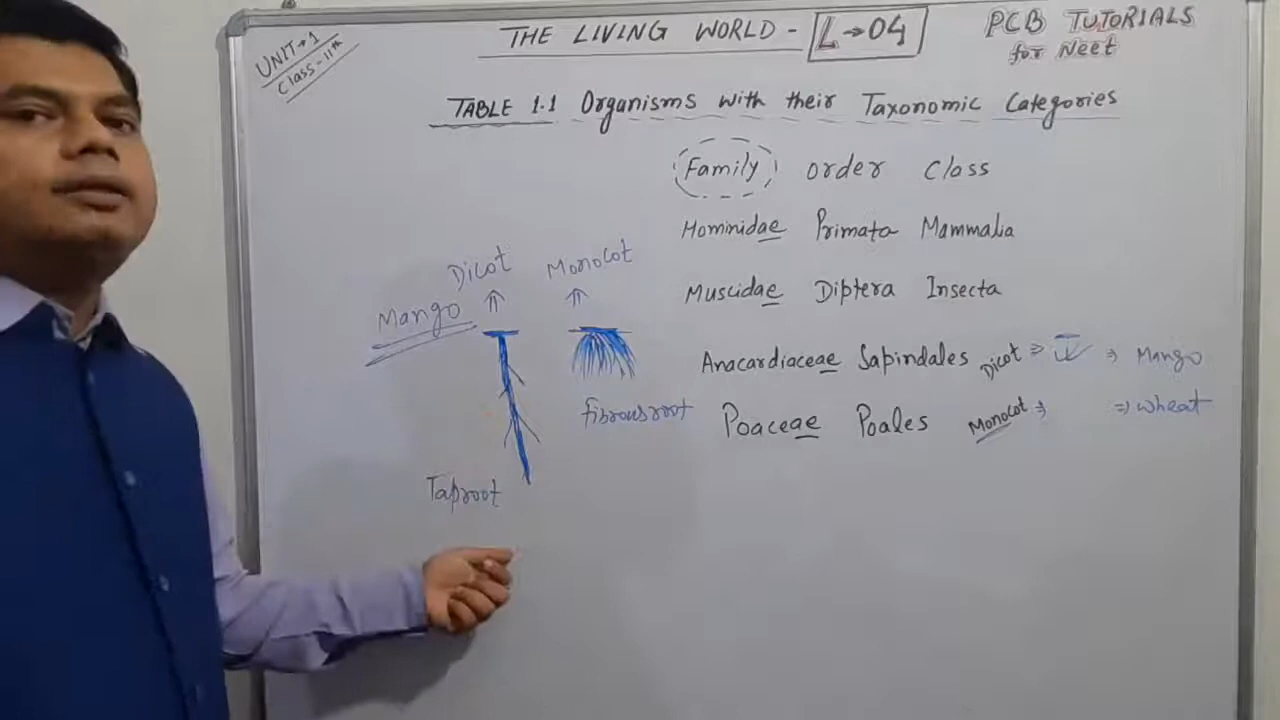 UNIT→1
Class-11th
THE LIVING WORLD - L→04
PCB TUTORIALS
for Neet
TABLE 1.1 Organisms with their Taxonomic Categories
Family order Class
Hominidae Primata Mammalia
Muscidae Diptera Insecta
Anacardiaceae Sapindales Dicot ⇒ ⇒ Mango
Poaceae Poales Monocot ⇒ ⇒ wheat
Dicot Monocot
Mango
fibrous root
Taproot